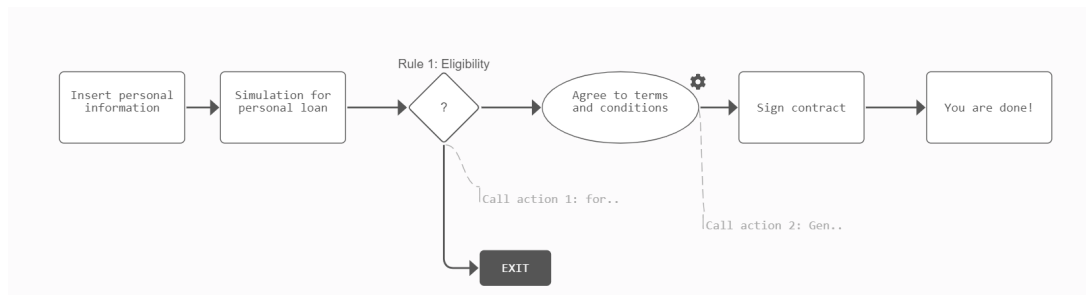 Rule 1: Eligibility
Insert personal
information
Simulation for
personal loan
?
Agree to terms
and conditions
Sign contract
You are done!
Call action 1: for..
Call action 2: Gen..
EXIT